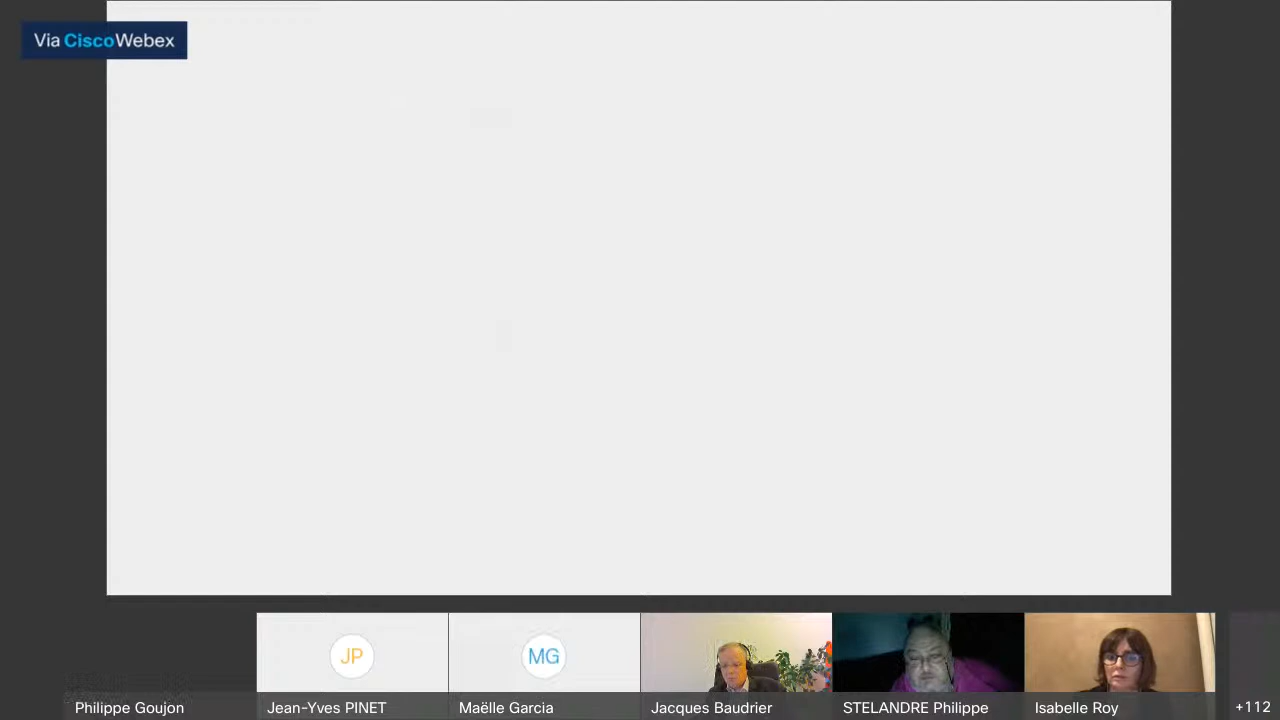 Via CiscoWebex
JP
MG
Philippe Goujon
Jean-Yves PINET
Maëlle Garcia
Jacques Baudrier
STELANDRE Philippe
Isabelle Roy
+112